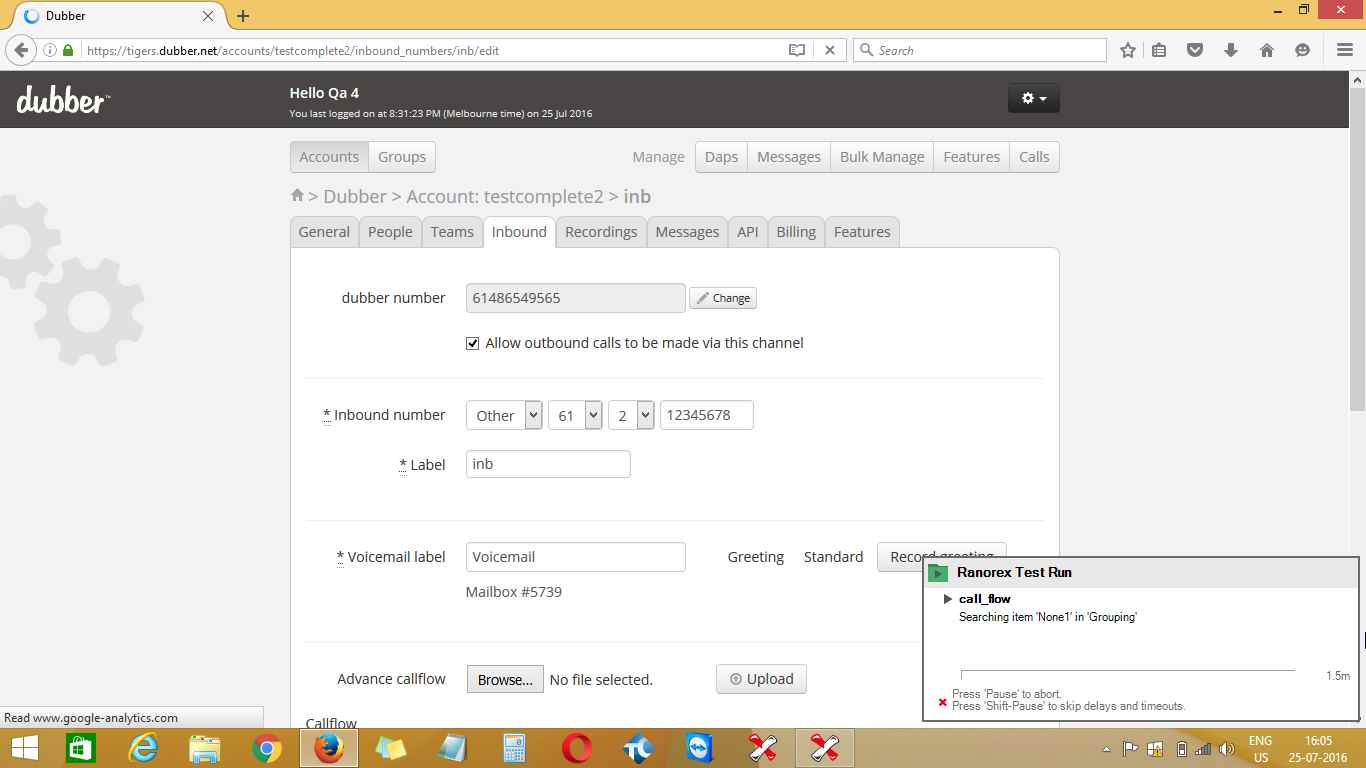 Dubber
https://tigers.dubber.net/accounts/testcomplete2/inbound_numbers/inb/edit
Search
dubber™
Hello Qa 4
You last logged on at 8:31:23 PM (Melbourne time) on 25 Jul 2016
Accounts Groups Manage Daps Messages Bulk Manage Features Calls
> Dubber > Account: testcomplete2 > inb
General People Teams Inbound Recordings Messages API Billing Features
dubber number 61486549565 Change
Allow outbound calls to be made via this channel
* Inbound number Other 61 2 12345678
* Label inb
* Voicemail label Voicemail Greeting Standard Record greeting
Mailbox #5739
Advance callflow Browse... No file selected. Upload
Callflow
Ranorex Test Run
call_flow
Searching item 'None1' in 'Grouping'
1.5m
Press 'Pause' to abort.
Press 'Shift-Pause' to skip delays and timeouts.
Read www.google-analytics.com
ENG
US
16:05
25-07-2016